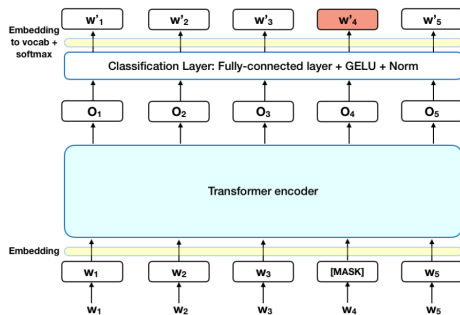 Embedding to vocab + softmax
w'₁ w'₂ w'₃ w'₄ w'₅
Classification Layer: Fully-connected layer + GELU + Norm
O₁ O₂ O₃ O₄ O₅
Transformer encoder
Embedding
w₁ w₂ w₃ [MASK] w₅
w₁ w₂ w₃ w₄ w₅